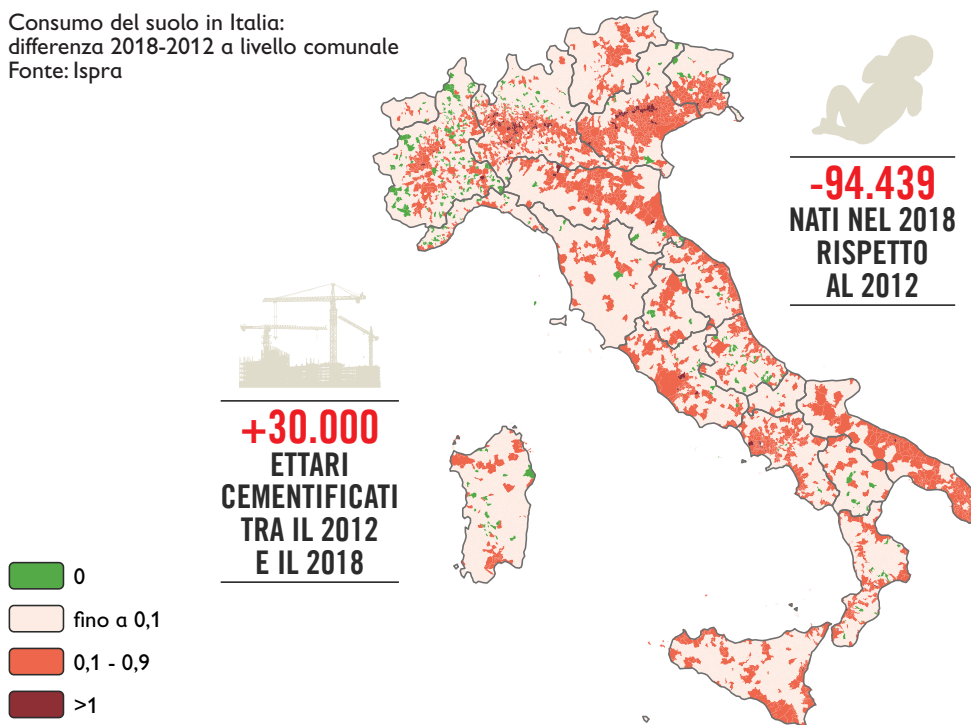 Consumo del suolo in Italia:
differenza 2018-2012 a livello comunale
Fonte: Ispra
-94.439
NATI NEL 2018
RISPETTO
AL 2012
+30.000
ETTARI
CEMENTIFICATI
TRA IL 2012
E IL 2018
0
fino a 0,1
0,1 - 0,9
>1